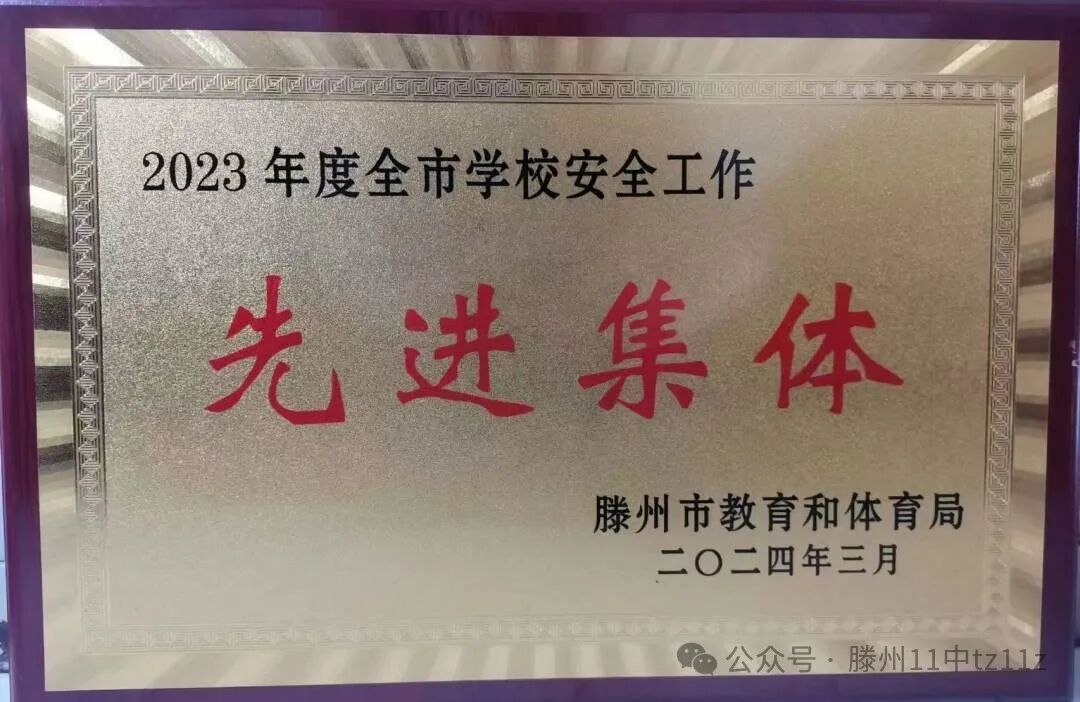 2023年度全市学校安全工作
先进集体
滕州市教育和体育局
二〇二四年三月
公众号·滕州11中tz11z